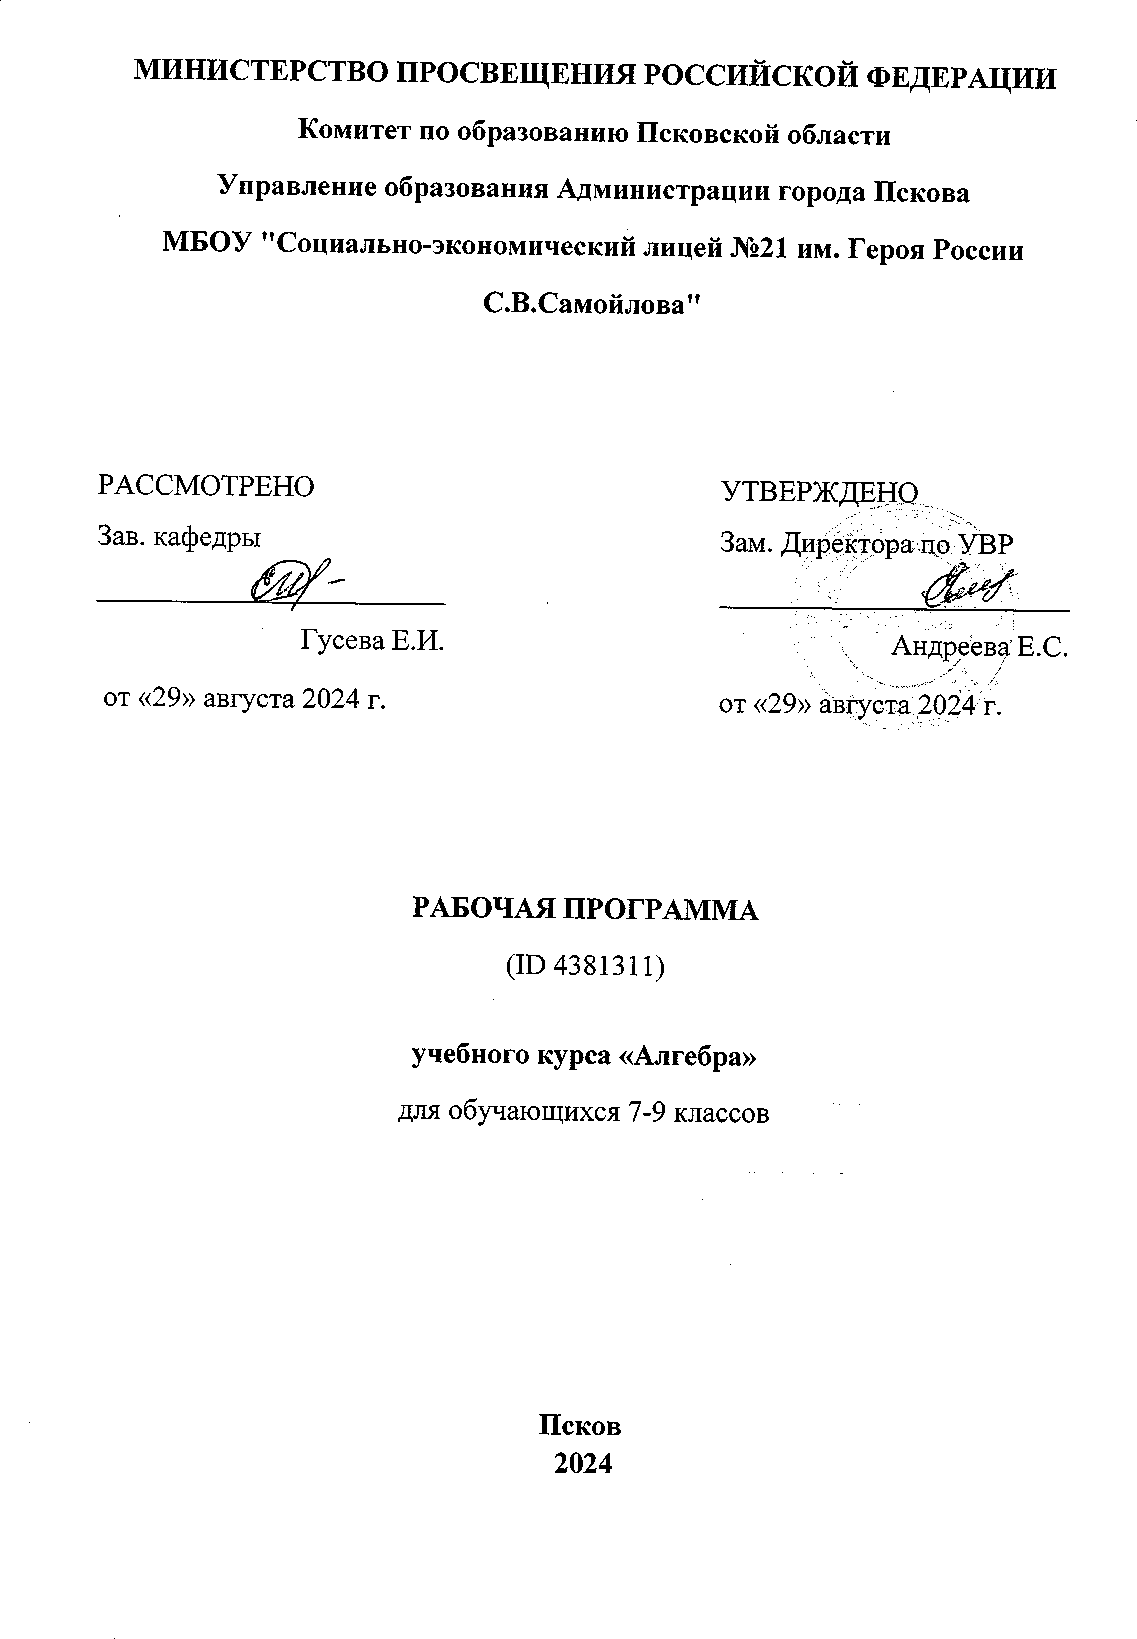 МИНИСТЕРСТВО ПРОСВЕЩЕНИЯ РОССИЙСКОЙ ФЕДЕРАЦИИ
Комитет по образованию Псковской области
Управление образования Администрации города Пскова
МБОУ "Социально-экономический лицей №21 им. Героя России
С.В.Самойлова"
РАССМОТРЕНО
Зав. кафедры
Гусева Е.И.
от «29» августа 2024 г.
УТВЕРЖДЕНО
Зам. Директора по УВР
Андреева Е.С.
от «29» августа 2024 г.
РАБОЧАЯ ПРОГРАММА
(ID 4381311)
учебного курса «Алгебра»
для обучающихся 7-9 классов
Псков
2024